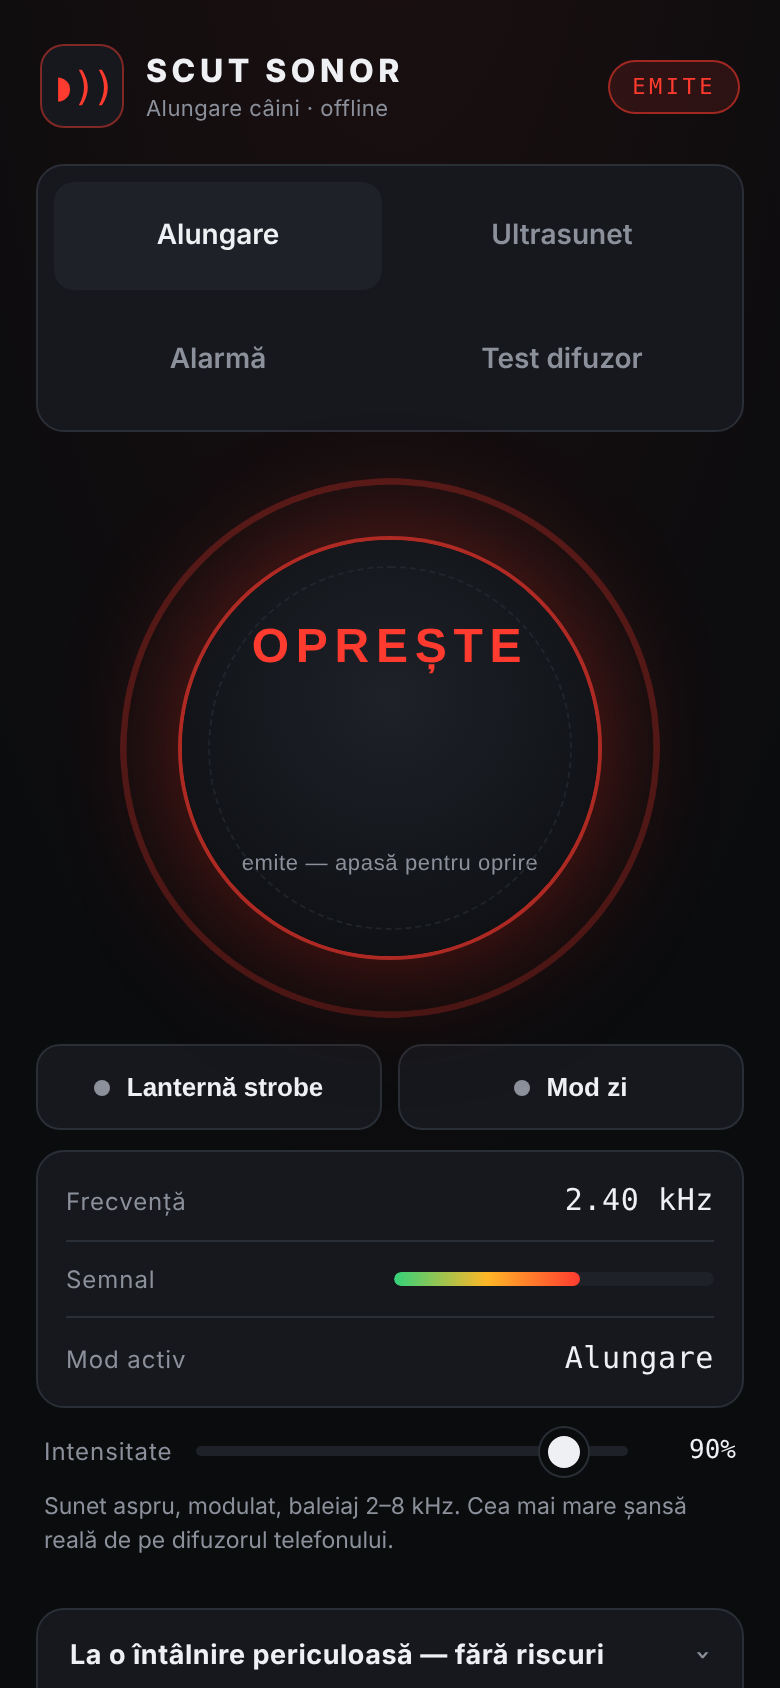 SCUT SONOR
Alungare câini · offline
EMITE
Alungare
Ultrasunet
Alarmă
Test difuzor
OPREȘTE
emite — apasă pentru oprire
Lanternă strobe
Mod zi
Frecvență
2.40 kHz
Semnal
Mod activ
Alungare
Intensitate
90%
Sunet aspru, modulat, baleiaj 2–8 kHz. Cea mai mare șansă
reală de pe difuzorul telefonului.
La o întâlnire periculoasă — fără riscuri